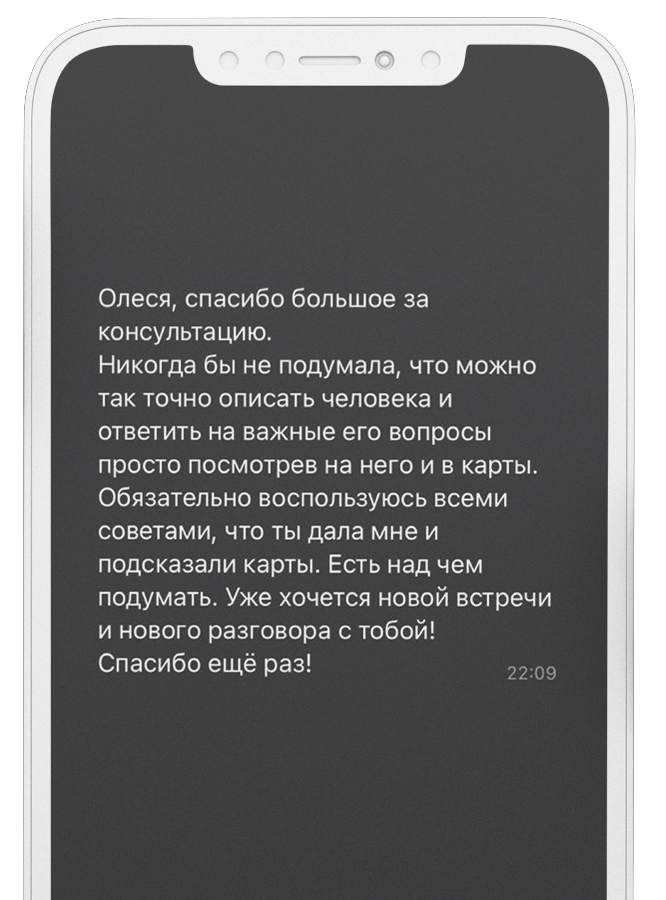 Олеся, спасибо большое за
консультацию.
Никогда бы не подумала, что можно
так точно описать человека и
ответить на важные его вопросы
просто посмотрев на него и в карты.
Обязательно воспользуюсь всеми
советами, что ты дала мне и
подсказали карты. Есть над чем
подумать. Уже хочется новой встречи
и нового разговора с тобой!
Спасибо ещё раз!
22:09